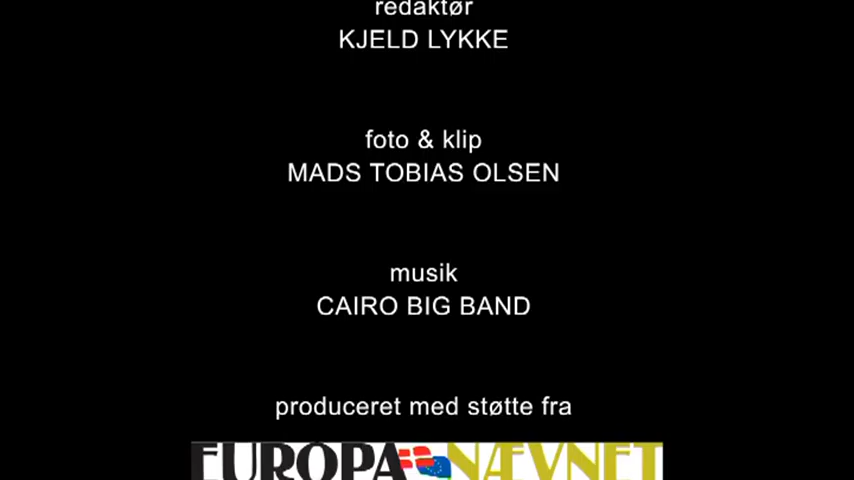 redaktør
KJELD LYKKE
foto & klip
MADS TOBIAS OLSEN
musik
CAIRO BIG BAND
produceret med støtte fra
EUROPA NÆVNET